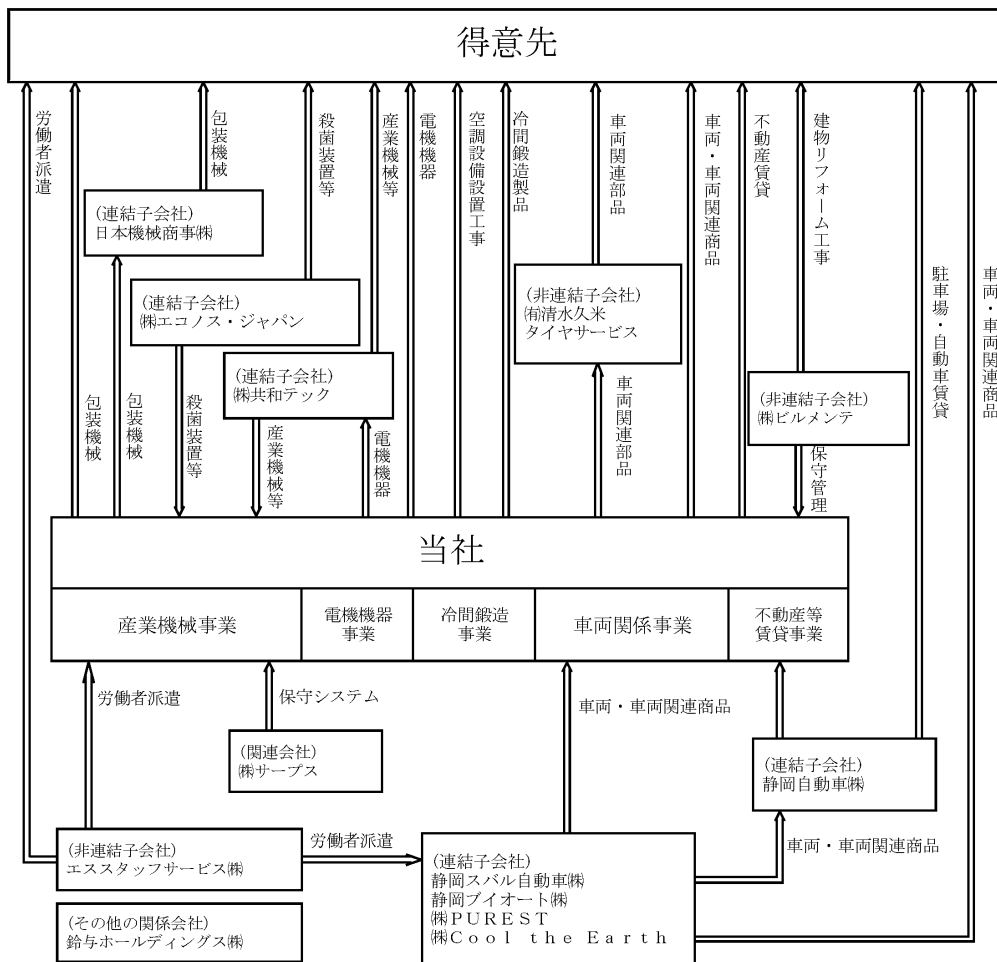 得意先
労働者派遣
包装機械
殺菌装置等
産業機械等
電機機器
空調設備設置工事
冷間鍛造製品
車両関連部品
車両・車両関連商品
不動産賃貸
建物リフォーム工事
駐車場・自動車賃貸
車両・車両関連商品
(連結子会社)
日本機械商事㈱
(連結子会社)
㈱エコノス・ジャパン
(連結子会社)
㈱共和テック
(非連結子会社)
㈲清水久米
タイヤサービス
(非連結子会社)
㈱ビルメンテ
包装機械
包装機械
殺菌装置等
産業機械等
電機機器
車両関連部品
保守管理
当社
産業機械事業
電機機器
事業
冷間鍛造
事業
車両関係事業
不動産等
賃貸事業
労働者派遣
保守システム
車両・車両関連商品
(関連会社)
㈱サープス
(連結子会社)
静岡自動車㈱
(非連結子会社)
エススタッフサービス㈱
労働者派遣
(連結子会社)
静岡スバル自動車㈱
静岡ブイオート㈱
㈱ＰＵＲＥＳＴ
㈱Ｃｏｏｌ ｔｈｅ Ｅａｒｔｈ
車両・車両関連商品
(その他の関係会社)
鈴与ホールディングス㈱